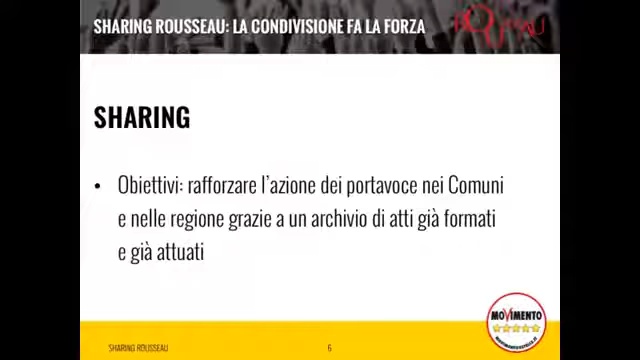 SHARING ROUSSEAU: LA CONDIVISIONE FA LA FORZA
ROUSSEAU
SHARING
• Obiettivi: rafforzare l'azione dei portavoce nei Comuni
e nelle regione grazie a un archivio di atti già formati
e già attuati
MOVIMENTO
SHARING ROUSSEAU
6